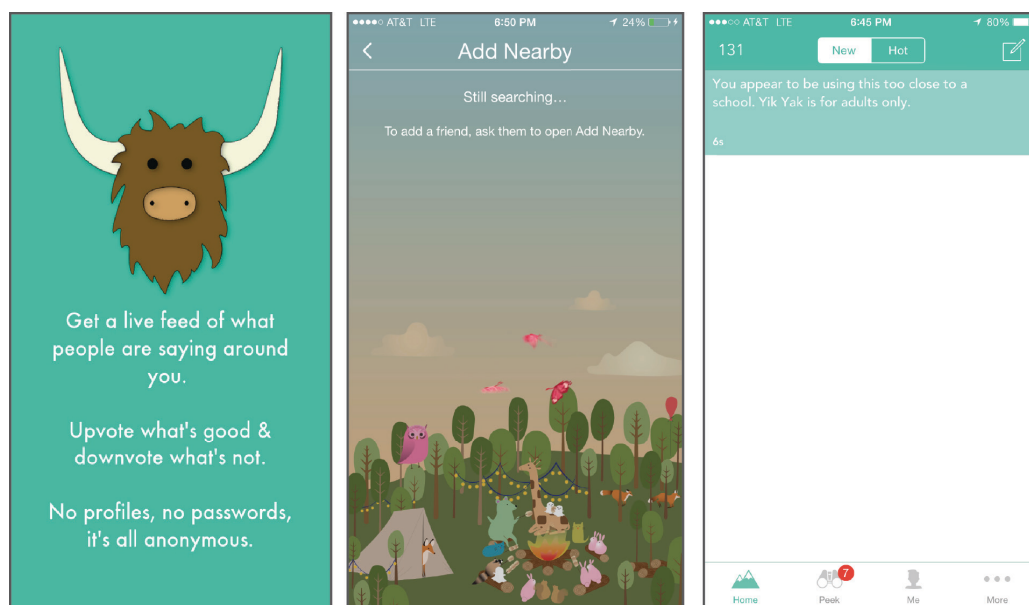 Get a live feed of what
people are saying around
you.
Upvote what's good &
downvote what's not.
No profiles, no passwords,
it's all anonymous.
AT&T LTE 6:50 PM 24%
Add Nearby
Still searching...
To add a friend, ask them to open Add Nearby.
AT&T LTE 6:45 PM 80%
131 New Hot
You appear to be using this too close to a
school. Yik Yak is for adults only.
6s
7
Home Peek Me More